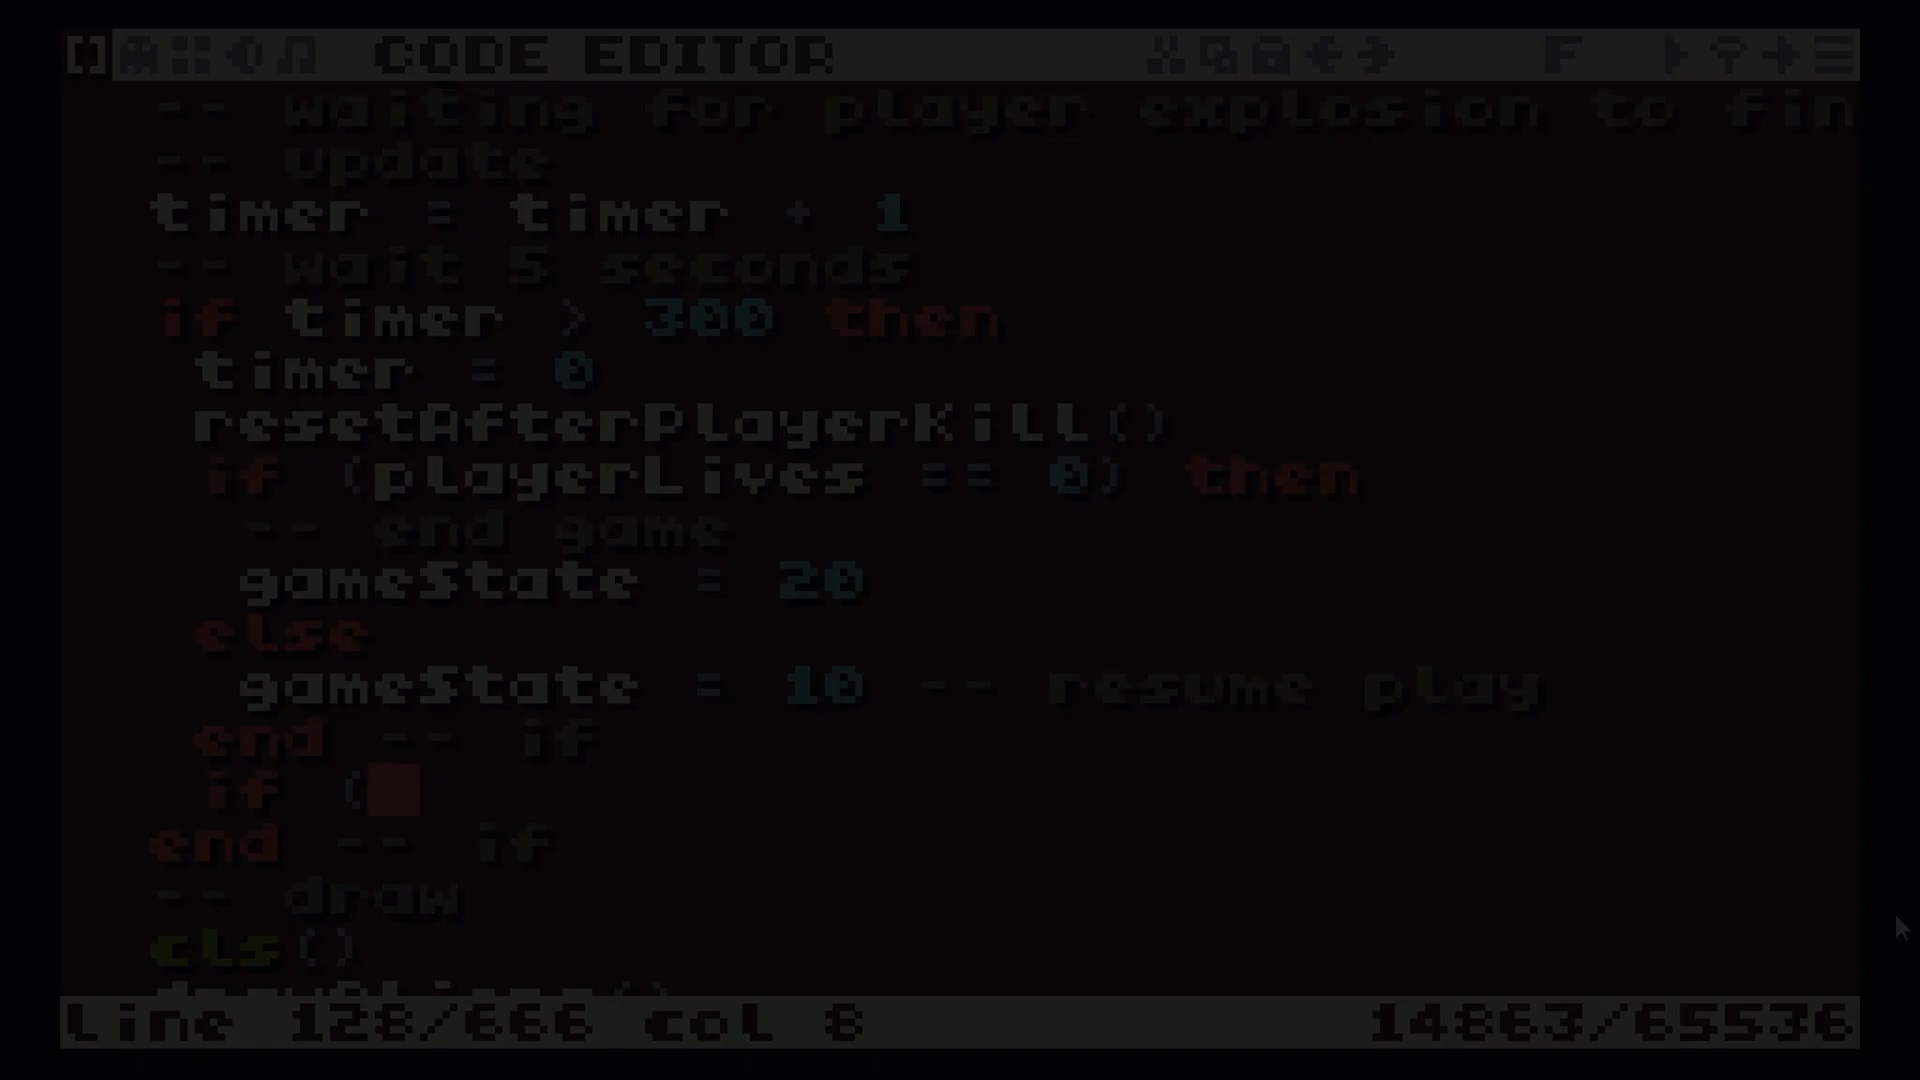 CODE EDITOR F
-- waiting for player explosion to fin
-- update
timer = timer + 1
-- wait 5 seconds
if timer > 300 then
timer = 0
resetAfterPlayerKill()
if (playerLives == 0) then
-- end game
gameState = 20
else
gameState = 10 -- resume play
end -- if
if (
end -- if
-- draw
cls()
line 128/666 col 8 14863/65536